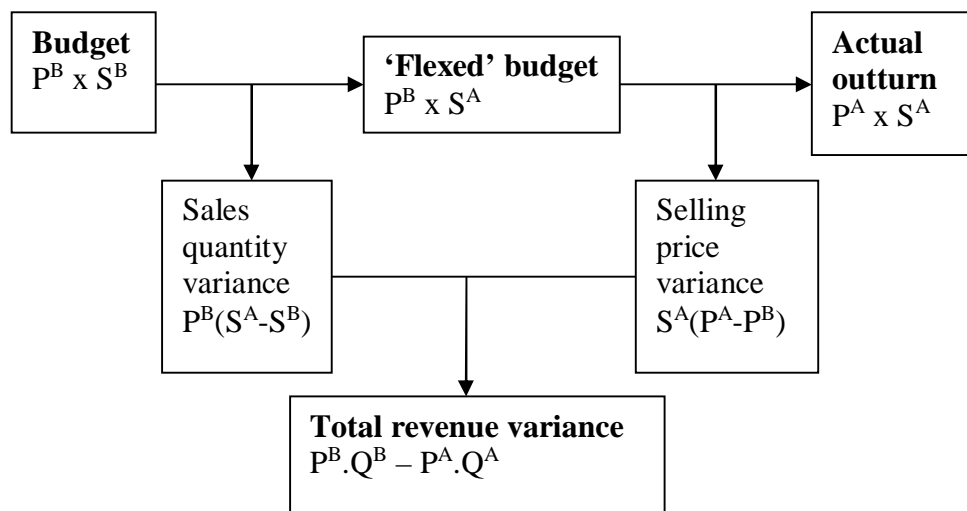 Budget
P^B x S^B
‘Flexed’ budget
P^B x S^A
Actual
outturn
P^A x S^A
Sales
quantity
variance
P^B(S^A-S^B)
Selling
price
variance
S^A(P^A-P^B)
Total revenue variance
P^B.Q^B – P^A.Q^A